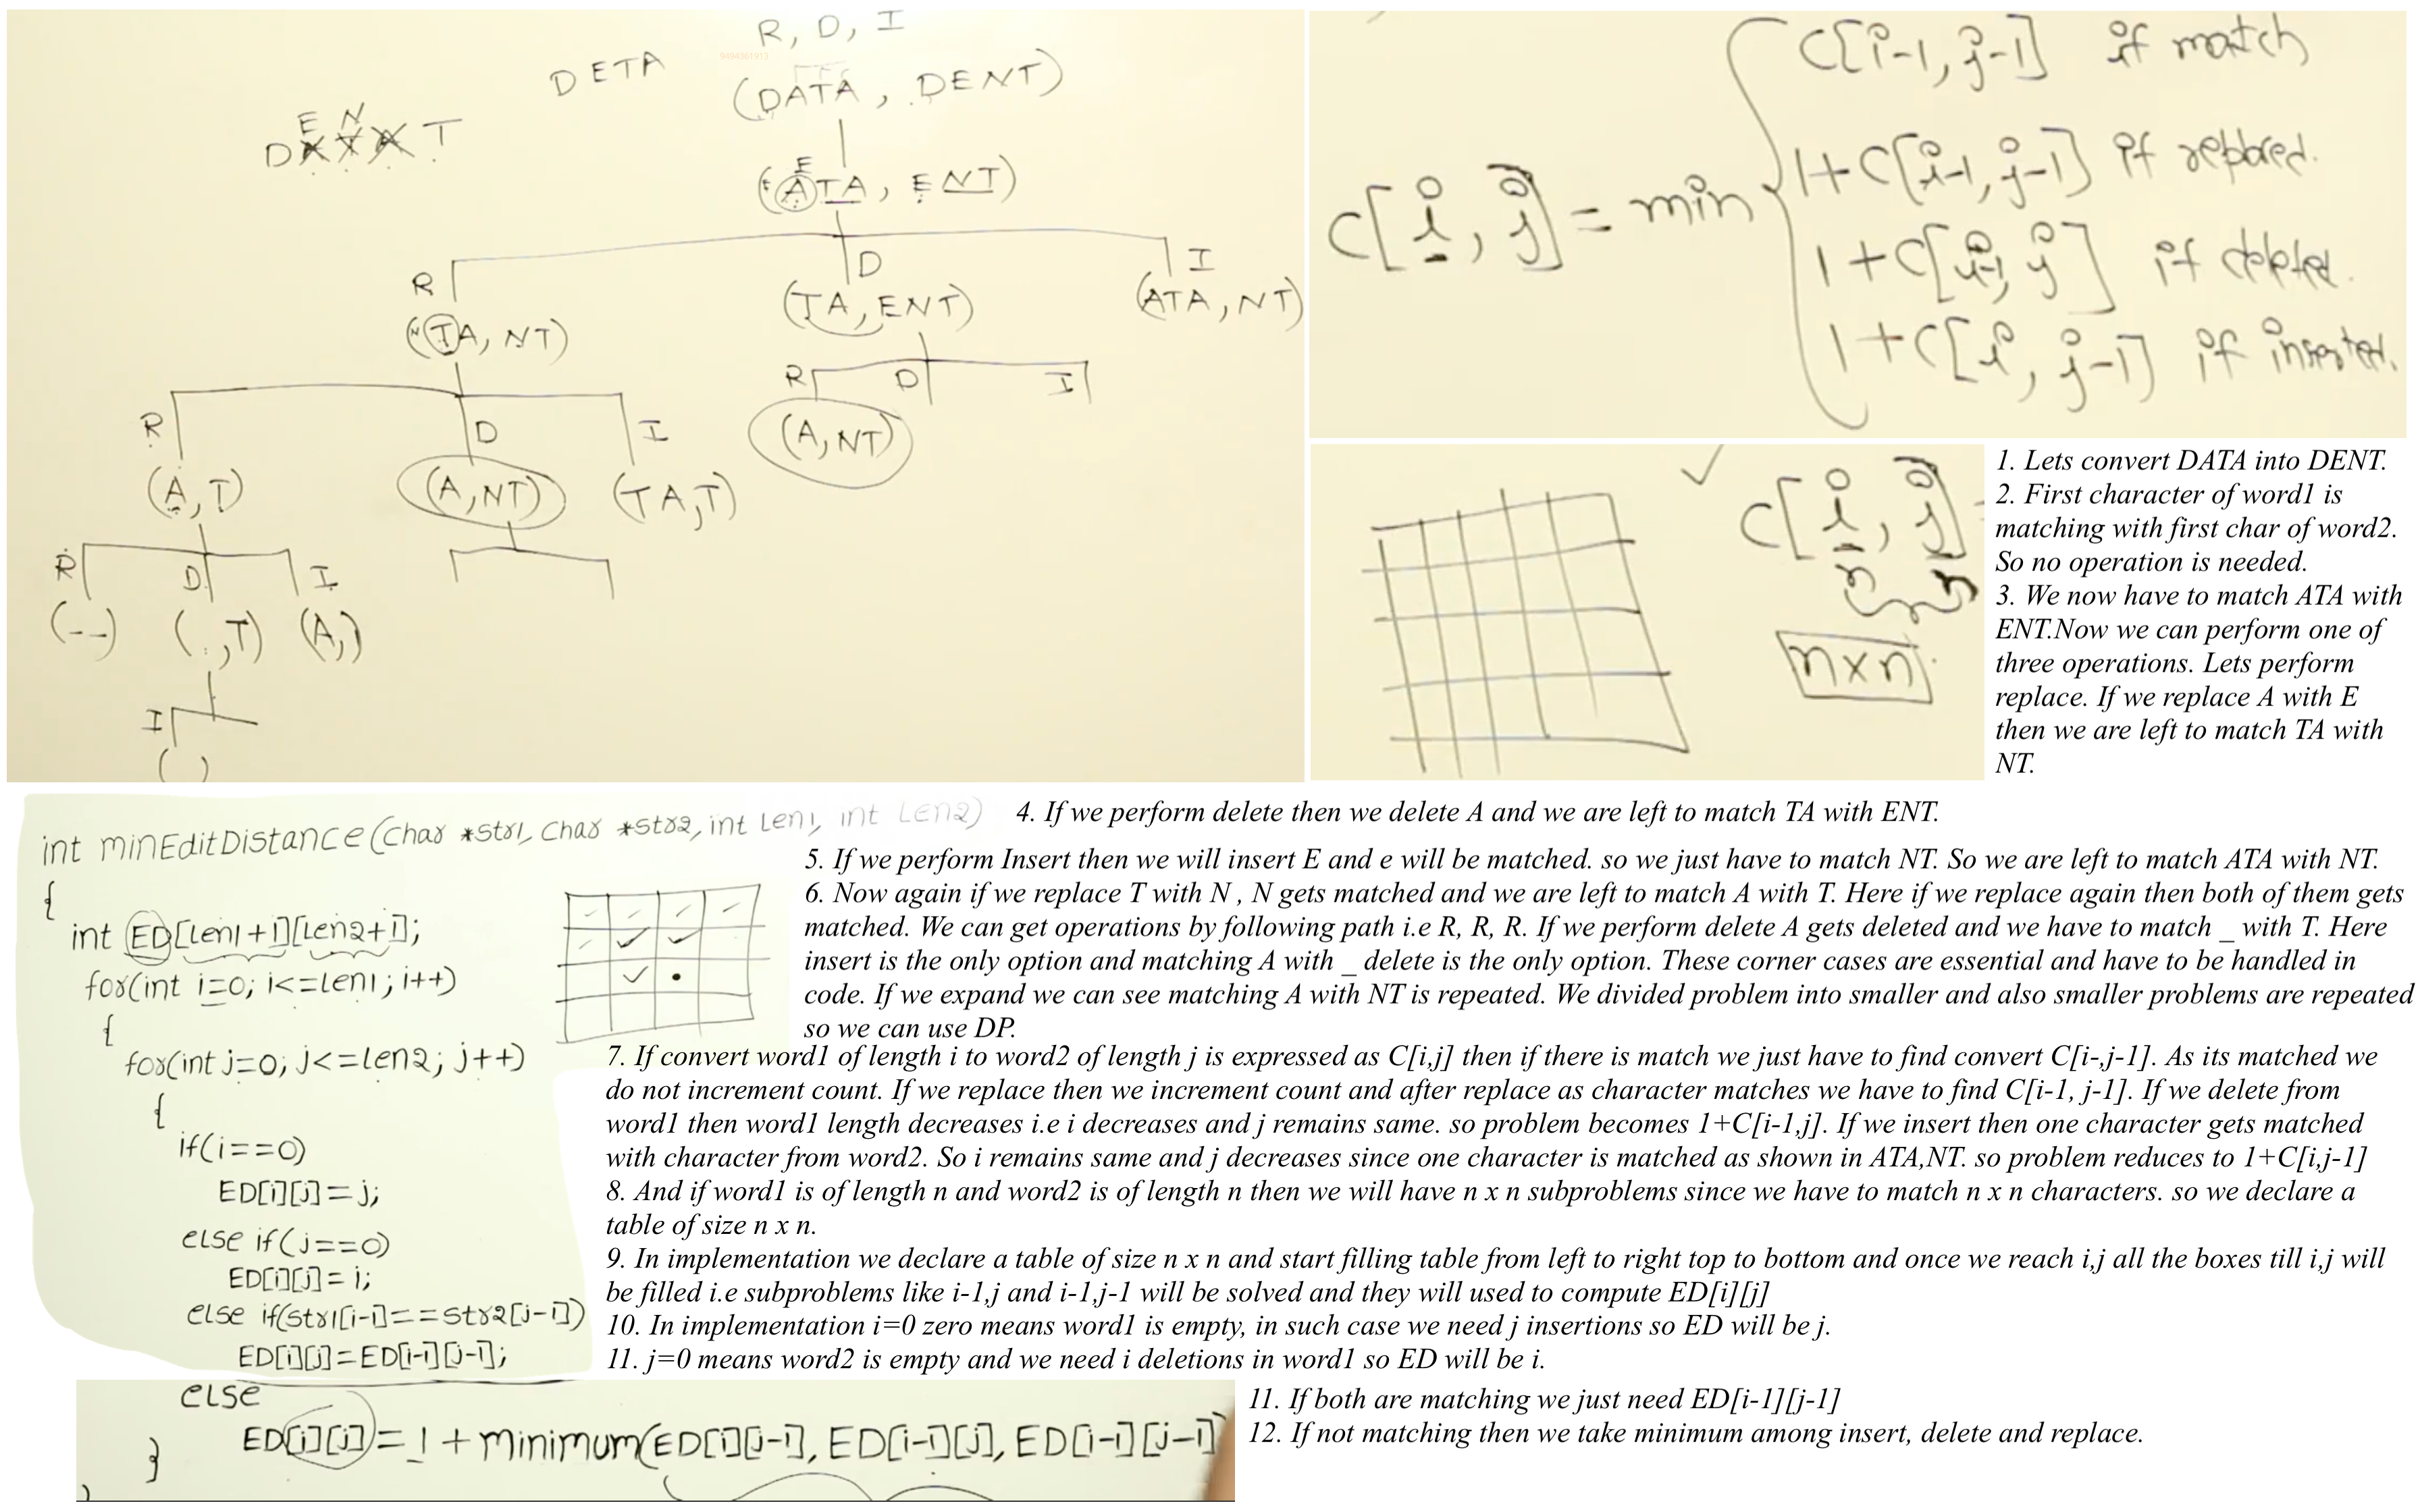 R, D, I
9494361913
DETA
(DATA, DENT)
E N
DATAT
E
(ATA, ENT)
R
D
I
(TA, NT)
(TA, ENT)
(ATA, NT)
R
D
I
R
D
I
(A, NT)
(A, T)
(A, NT)
(TA, T)
R
D
I
(--)
( ,T)
(A,)
I
( )
C[i, j] = min
C[i-1, j-1] if match
1+C[i-1, j-1] if replaced.
1+C[i-1, j] if deleted.
1+C[i, j-1] if inserted.
C[i, j]
n n
n×n
1. Lets convert DATA into DENT.
2. First character of word1 is
matching with first char of word2.
So no operation is needed.
3. We now have to match ATA with
ENT.Now we can perform one of
three operations. Lets perform
replace. If we replace A with E
then we are left to match TA with
NT.
int minEditDistance(char *str1, char *str2, int Len1, int Len2)
{
int ED[Len1+1][Len2+1];
for(int i=0; i<=Len1; i++)
{
for(int j=0; j<=Len2; j++)
{
if(i==0)
ED[i][j]=j;
else if(j==0)
ED[i][j]=i;
else if(str1[i-1]==str2[j-1])
ED[i][j]=ED[i-1][j-1];
else
ED[i][j]=1+minimum(ED[i][j-1], ED[i-1][j], ED[i-1][j-1]
}
4. If we perform delete then we delete A and we are left to match TA with ENT.
5. If we perform Insert then we will insert E and e will be matched. so we just have to match NT. So we are left to match ATA with NT.
6. Now again if we replace T with N , N gets matched and we are left to match A with T. Here if we replace again then both of them gets
matched. We can get operations by following path i.e R, R, R. If we perform delete A gets deleted and we have to match _ with T. Here
insert is the only option and matching A with _ delete is the only option. These corner cases are essential and have to be handled in
code. If we expand we can see matching A with NT is repeated. We divided problem into smaller and also smaller problems are repeated
so we can use DP.
7. If convert word1 of length i to word2 of length j is expressed as C[i,j] then if there is match we just have to find convert C[i-,j-1]. As its matched we
do not increment count. If we replace then we increment count and after replace as character matches we have to find C[i-1, j-1]. If we delete from
word1 then word1 length decreases i.e i decreases and j remains same. so problem becomes 1+C[i-1,j]. If we insert then one character gets matched
with character from word2. So i remains same and j decreases since one character is matched as shown in ATA,NT. so problem reduces to 1+C[i,j-1]
8. And if word1 is of length n and word2 is of length n then we will have n x n subproblems since we have to match n x n characters. so we declare a
table of size n x n.
9. In implementation we declare a table of size n x n and start filling table from left to right top to bottom and once we reach i,j all the boxes till i,j will
be filled i.e subproblems like i-1,j and i-1,j-1 will be solved and they will used to compute ED[i][j]
10. In implementation i=0 zero means word1 is empty, in such case we need j insertions so ED will be j.
11. j=0 means word2 is empty and we need i deletions in word1 so ED will be i.
11. If both are matching we just need ED[i-1][j-1]
12. If not matching then we take minimum among insert, delete and replace.